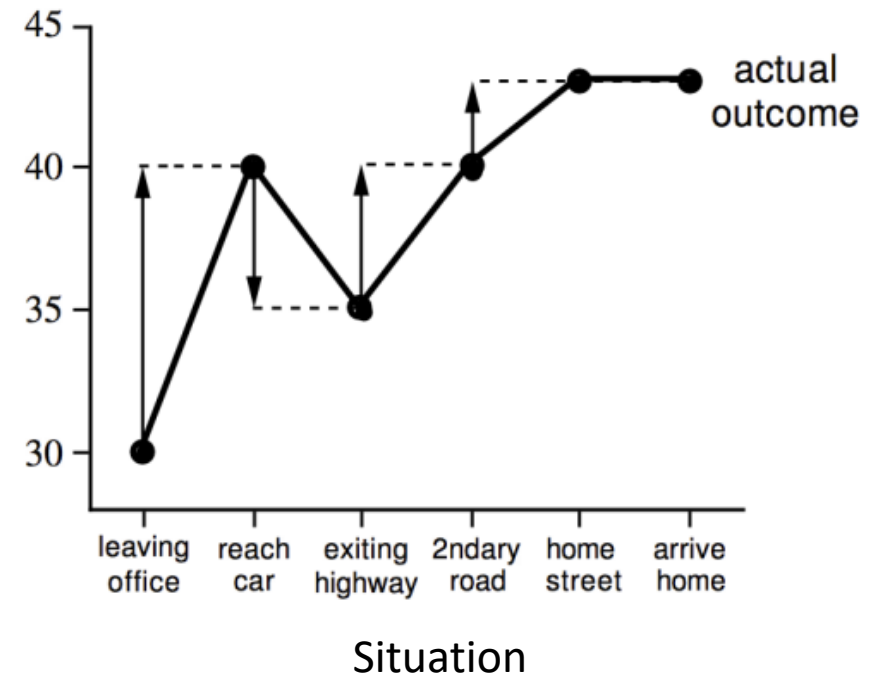 45
40
35
30
actual
outcome
leaving
office
reach
car
exiting
highway
2ndary
road
home
street
arrive
home
Situation